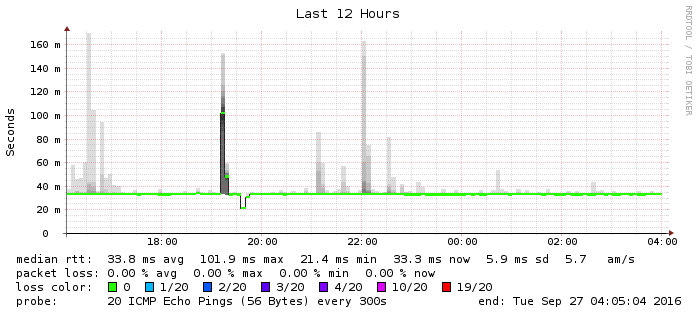 Last 12 Hours
RRDTOOL / TOBI OETIKER
Seconds
160 m
140 m
120 m
100 m
80 m
60 m
40 m
20 m
0
18:00 20:00 22:00 00:00 02:00 04:00
median rtt: 33.8 ms avg 101.9 ms max 21.4 ms min 33.3 ms now 5.9 ms sd 5.7 am/s
packet loss: 0.00 % avg 0.00 % max 0.00 % min 0.00 % now
loss color: 0 1/20 2/20 3/20 4/20 10/20 19/20
probe: 20 ICMP Echo Pings (56 Bytes) every 300s end: Tue Sep 27 04:05:04 2016